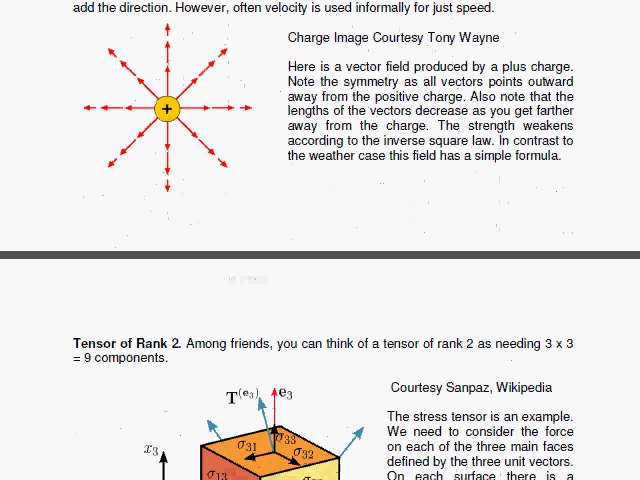 add the direction. However, often velocity is used informally for just speed.
Charge Image Courtesy Tony Wayne
+
Here is a vector field produced by a plus charge.
Note the symmetry as all vectors points outward
away from the positive charge. Also note that the
lengths of the vectors decrease as you get farther
away from the charge. The strength weakens
according to the inverse square law. In contrast to
the weather case this field has a simple formula.
Tensor of Rank 2. Among friends, you can think of a tensor of rank 2 as needing 3 x 3
= 9 components.
T(e3) e3
x3
σ31 σ33 σ32
σ13
Courtesy Sanpaz, Wikipedia
The stress tensor is an example.
We need to consider the force
on each of the three main faces
defined by the three unit vectors.
On each surface there is a